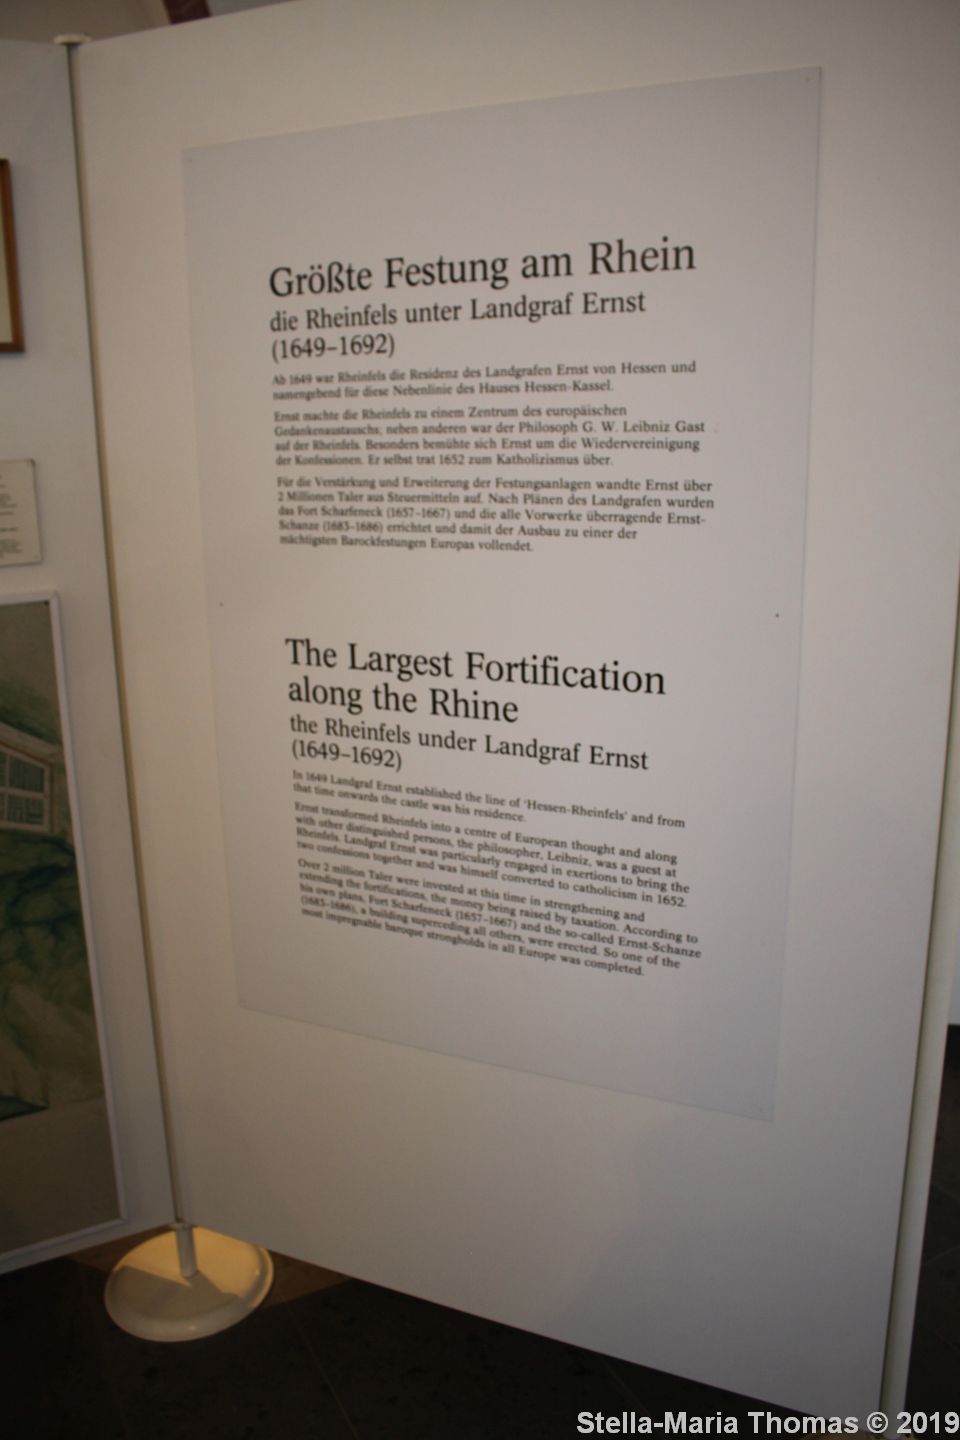 Größte Festung am Rhein
die Rheinfels unter Landgraf Ernst
(1649–1692)
Ab 1649 war Rheinfels die Residenz des Landgrafen Ernst von Hessen und
namengebend für diese Nebenlinie des Hauses Hessen-Kassel.
Ernst machte die Rheinfels zu einem Zentrum des europäischen
Gedankenaustauschs; neben anderen war der Philosoph G. W. Leibniz Gast
auf der Rheinfels. Besonders bemühte sich Ernst um die Wiedervereinigung
der Konfessionen. Er selbst trat 1652 zum Katholizismus über.
Für die Verstärkung und Erweiterung der Festungsanlagen wandte Ernst über
2 Millionen Taler aus Steuermitteln auf. Nach Plänen des Landgrafen wurden
das Fort Scharfeneck (1657–1667) und die alle Vorwerke überragende Ernst-
Schanze (1683–1686) errichtet und damit der Ausbau zu einer der
mächtigsten Barockfestungen Europas vollendet.
The Largest Fortification
along the Rhine
the Rheinfels under Landgraf Ernst
(1649–1692)
In 1649 Landgraf Ernst established the line of 'Hessen-Rheinfels' and from
that time onwards the castle was his residence.
Ernst transformed Rheinfels into a centre of European thought and along
with other distinguished persons, the philosopher, Leibniz, was a guest at
Rheinfels. Landgraf Ernst was particularly engaged in exertions to bring the
two confessions together and was himself converted to catholicism in 1652.
Over 2 million Taler were invested at this time in strengthening and
extending the fortifications, the money being raised by taxation. According to
his own plans, Fort Scharfeneck (1657–1667) and the so-called Ernst-Schanze
(1683–1686), a building superceding all others, were erected. So one of the
most impregnable baroque strongholds in all Europe was completed.
Stella-Maria Thomas © 2019